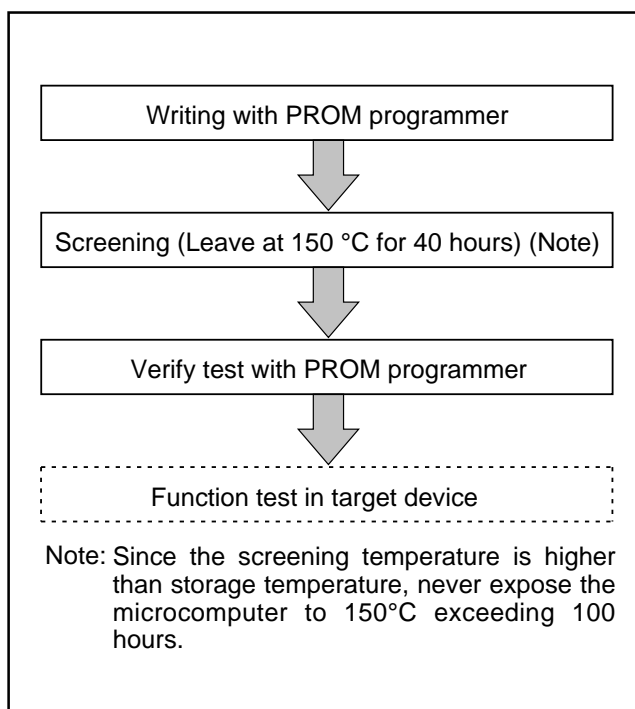 Writing with PROM programmer
Screening (Leave at 150 °C for 40 hours) (Note)
Verify test with PROM programmer
Function test in target device
Note: Since the screening temperature is higher
than storage temperature, never expose the
microcomputer to 150°C exceeding 100
hours.